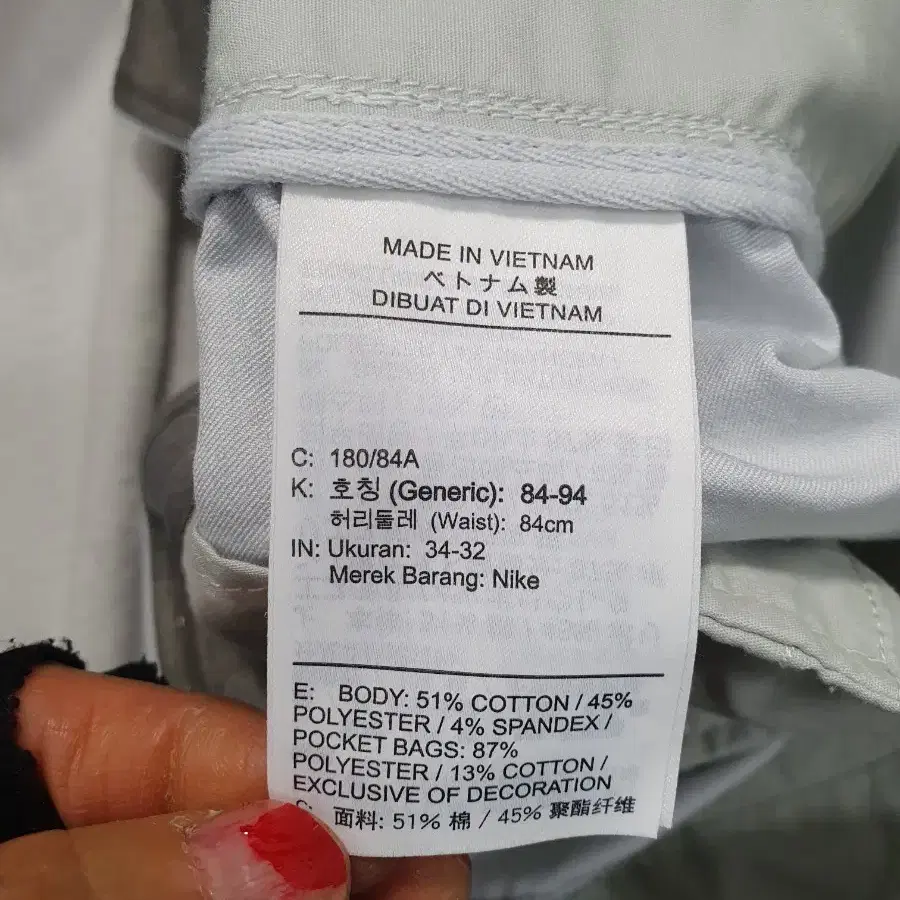 MADE IN VIETNAM
ベトナム製
DIBUAT DI VIETNAM
C: 180/84A
K: 호칭 (Generic): 84-94
허리둘레 (Waist): 84cm
IN: Ukuran: 34-32
Merek Barang: Nike
E: BODY: 51% COTTON / 45%
POLYESTER / 4% SPANDEX /
POCKET BAGS: 87%
POLYESTER / 13% COTTON /
EXCLUSIVE OF DECORATION
C: 面料: 51% 棉 / 45% 聚酯纤维